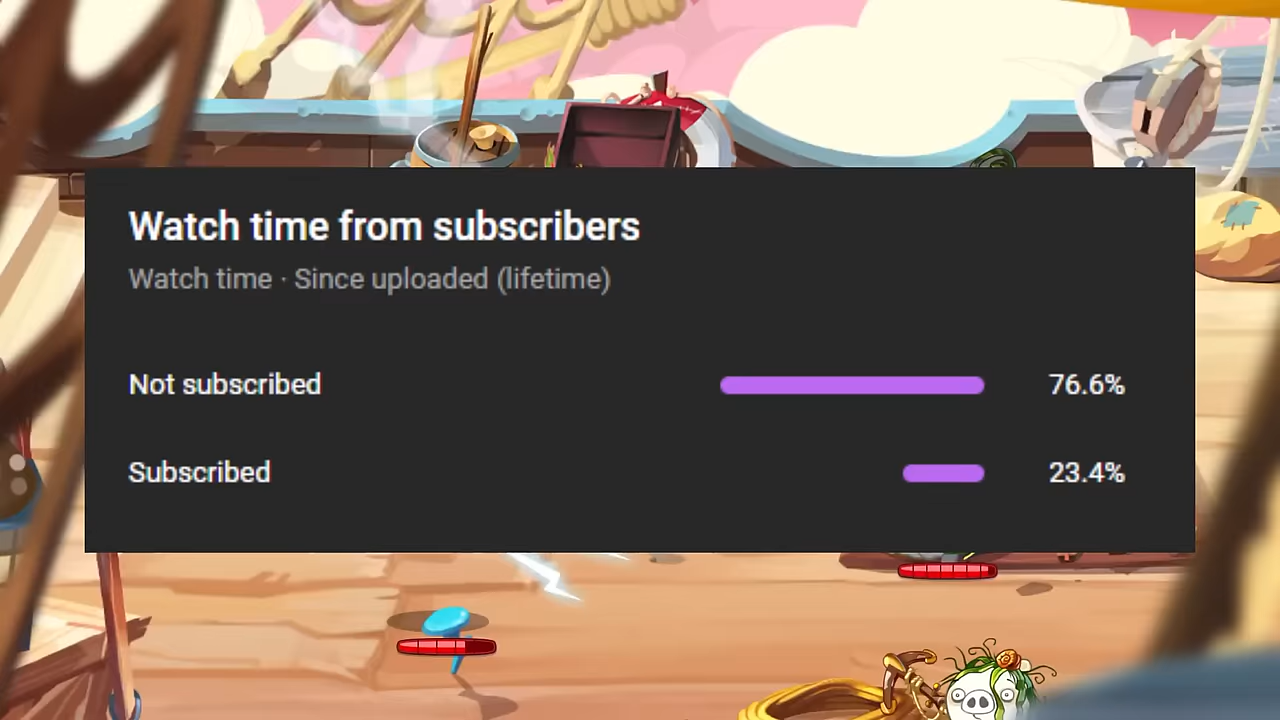 Watch time from subscribers
Watch time · Since uploaded (lifetime)
Not subscribed 76.6%
Subscribed 23.4%